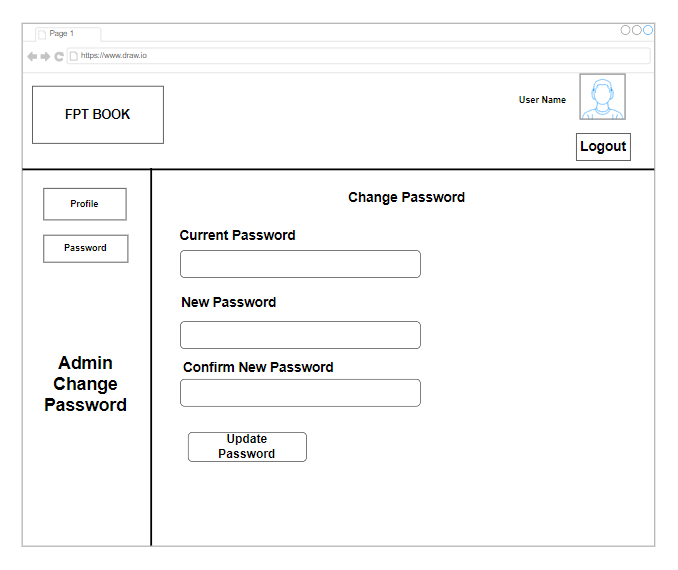 Page 1
https://www.draw.io
FPT BOOK
User Name
Logout
Profile
Password
Admin
Change
Password
Change Password
Current Password
New Password
Confirm New Password
Update
Password